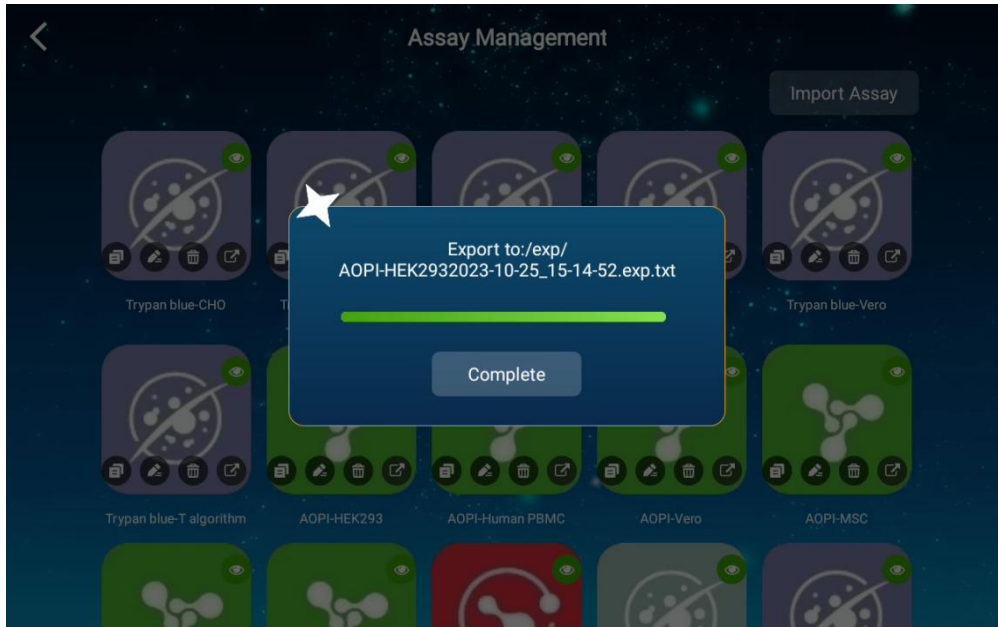 Assay Management
Import Assay
Export to:/exp/
AOPI-HEK2932023-10-25_15-14-52.exp.txt
Complete
Trypan blue-CHO
Trypan blue-Vero
Trypan blue-T algorithm
AOPI-HEK293
AOPI-Human PBMC
AOPI-Vero
AOPI-MSC